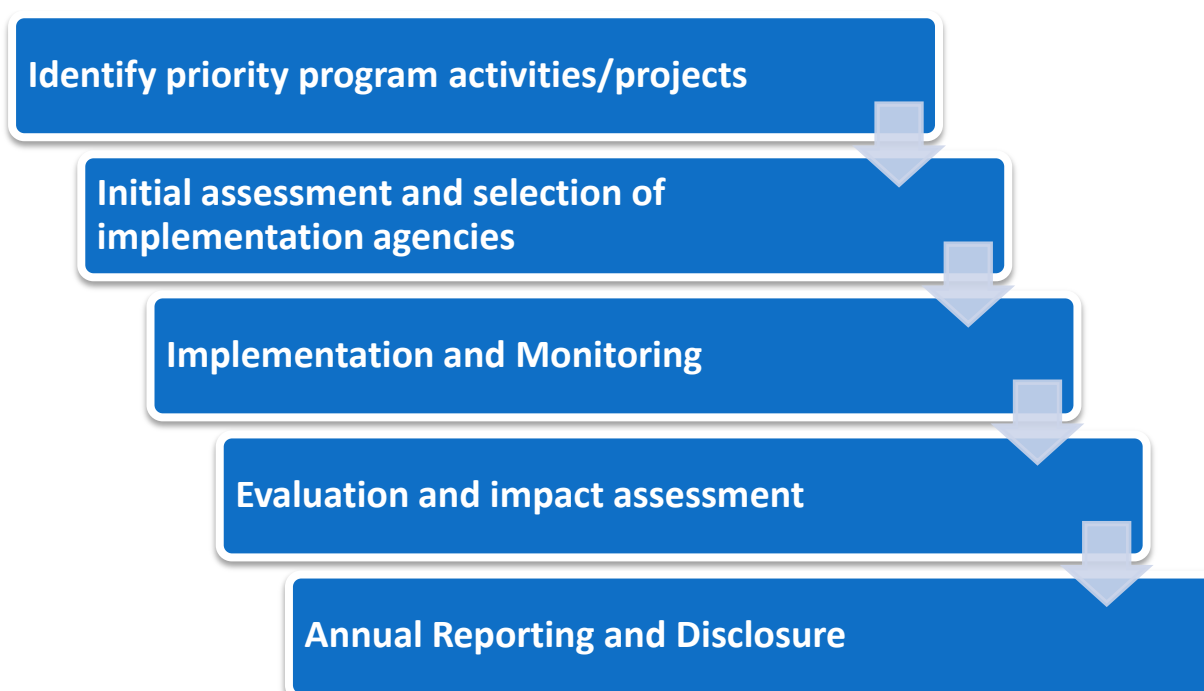 Identify priority program activities/projects
Initial assessment and selection of
implementation agencies
Implementation and Monitoring
Evaluation and impact assessment
Annual Reporting and Disclosure